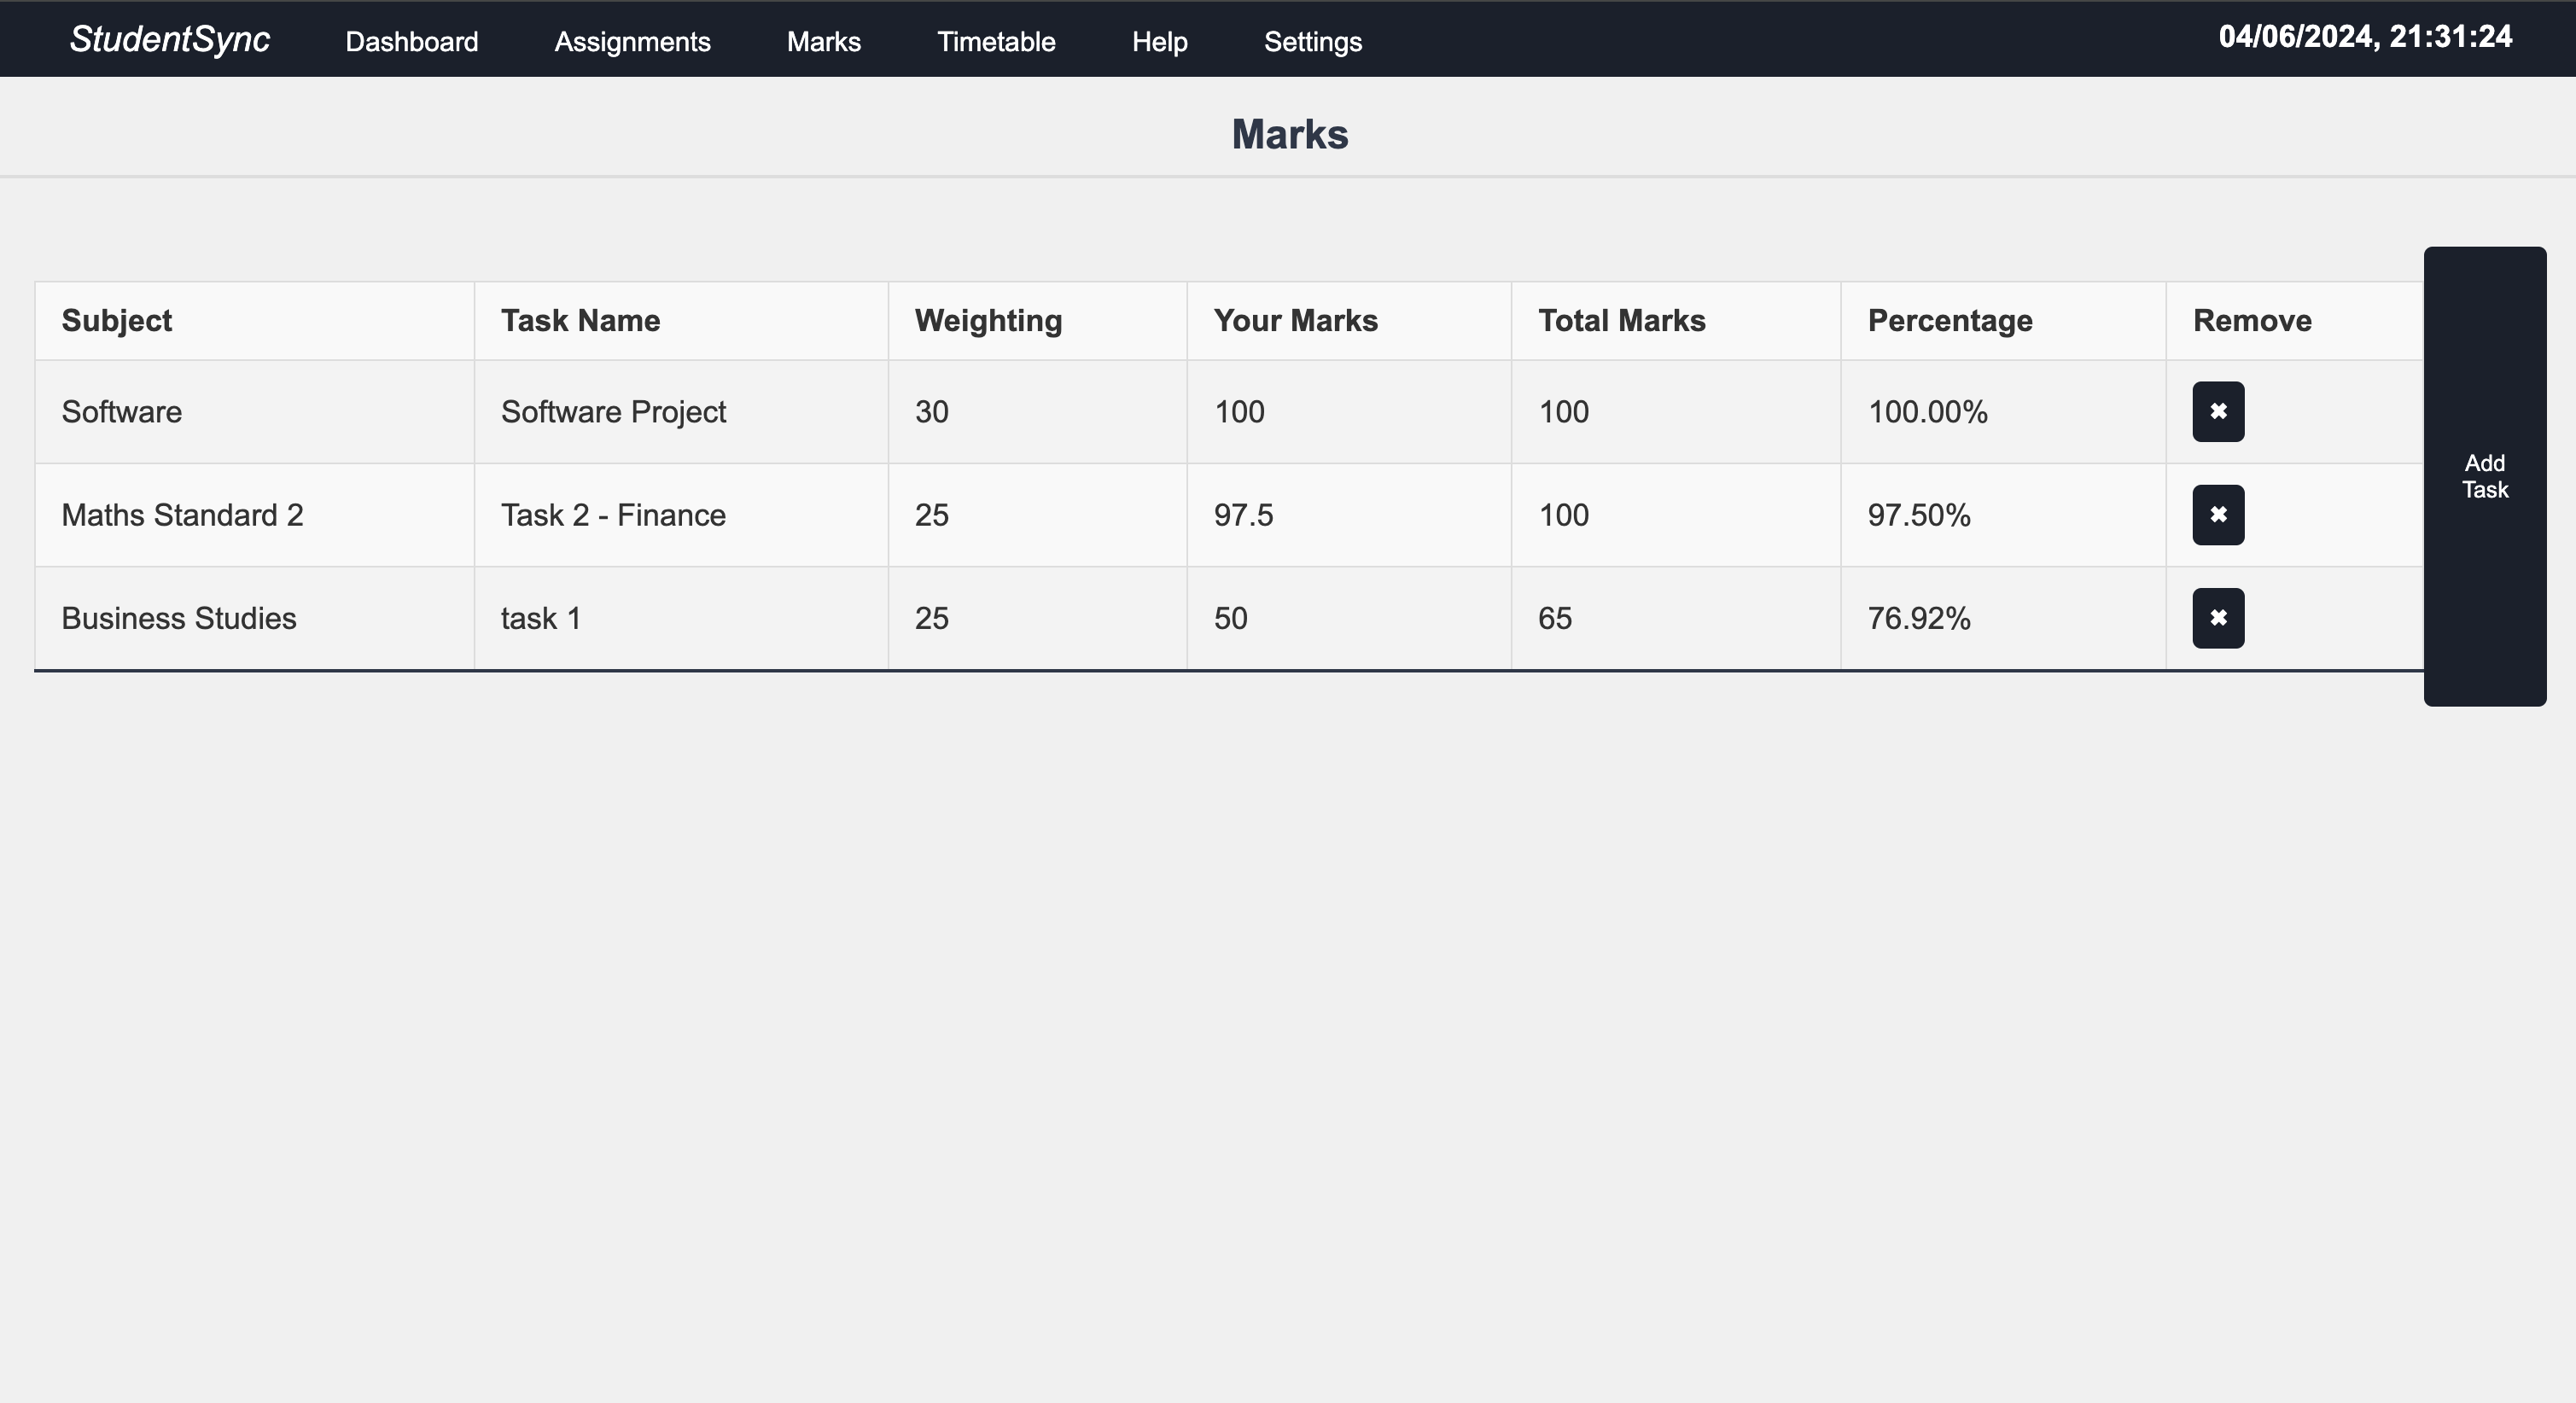 StudentSync Dashboard Assignments Marks Timetable Help Settings 04/06/2024, 21:31:24
Marks
Subject Task Name Weighting Your Marks Total Marks Percentage Remove
Software Software Project 30 100 100 100.00% ✖
Maths Standard 2 Task 2 - Finance 25 97.5 100 97.50% ✖
Business Studies task 1 25 50 65 76.92% ✖
Add
Task